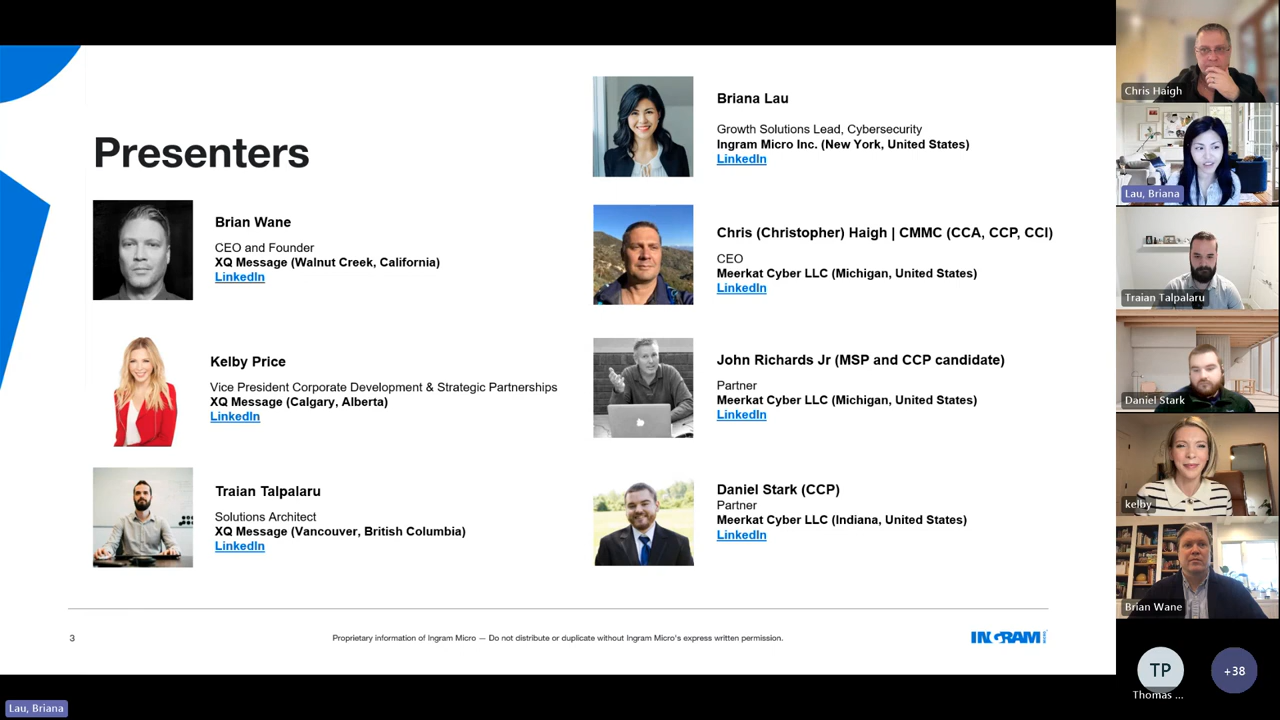 Presenters
Brian Wane
CEO and Founder
XQ Message (Walnut Creek, California)
LinkedIn
Kelby Price
Vice President Corporate Development & Strategic Partnerships
XQ Message (Calgary, Alberta)
LinkedIn
Traian Talpalaru
Solutions Architect
XQ Message (Vancouver, British Columbia)
LinkedIn
Briana Lau
Growth Solutions Lead, Cybersecurity
Ingram Micro Inc. (New York, United States)
LinkedIn
Chris (Christopher) Haigh | CMMC (CCA, CCP, CCI)
CEO
Meerkat Cyber LLC (Michigan, United States)
LinkedIn
John Richards Jr (MSP and CCP candidate)
Partner
Meerkat Cyber LLC (Michigan, United States)
LinkedIn
Daniel Stark (CCP)
Partner
Meerkat Cyber LLC (Indiana, United States)
LinkedIn
3
Proprietary information of Ingram Micro — Do not distribute or duplicate without Ingram Micro's express written permission.
INGRAM
Chris Haigh
Lau, Briana
Traian Talpalaru
Daniel Stark
kelby
Brian Wane
TP
Thomas ...
+38
Lau, Briana